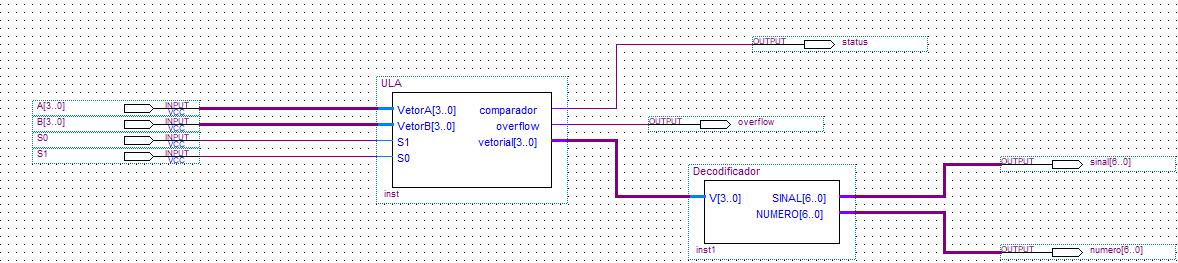 OUTPUT status
ULA
A[3..0] INPUT VCC
VetorA[3..0] comparador
B[3..0] INPUT VCC
VetorB[3..0] overflow
OUTPUT overflow
S0 INPUT VCC
S1 vetorial[3..0]
S1 INPUT VCC
S0
inst
Decodificador
OUTPUT sinal[6..0]
V[3..0] SINAL[6..0]
NUMERO[6..0]
inst1
OUTPUT numero[6..0]